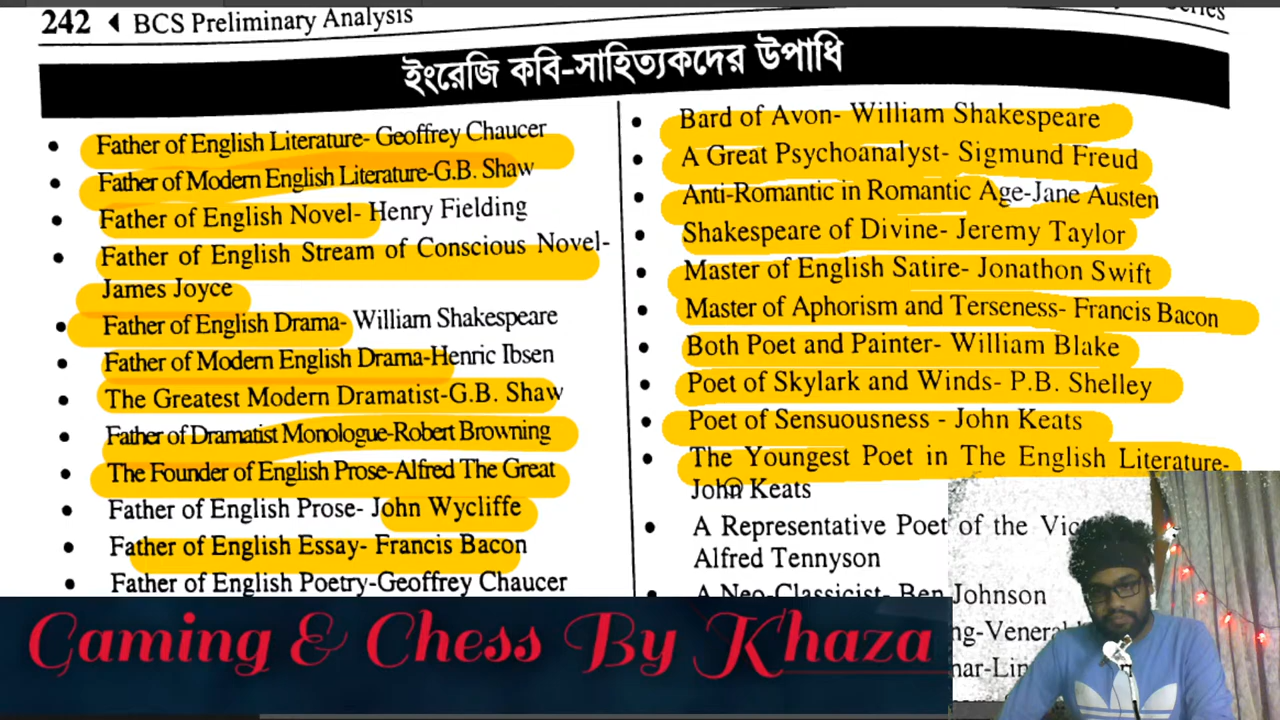 242 ◀ BCS Preliminary Analysis
Series
ইংরেজি কবি-সাহিত্যকদের উপাধি
• Father of English Literature- Geoffrey Chaucer
• Father of Modern English Literature-G.B. Shaw
• Father of English Novel- Henry Fielding
• Father of English Stream of Conscious Novel-
James Joyce
• Father of English Drama- William Shakespeare
• Father of Modern English Drama-Henric Ibsen
• The Greatest Modern Dramatist-G.B. Shaw
• Father of Dramatist Monologue-Robert Browning
• The Founder of English Prose-Alfred The Great
• Father of English Prose- John Wycliffe
• Father of English Essay- Francis Bacon
• Father of English Poetry-Geoffrey Chaucer
• Bard of Avon- William Shakespeare
• A Great Psychoanalyst- Sigmund Freud
• Anti-Romantic in Romantic Age-Jane Austen
• Shakespeare of Divine- Jeremy Taylor
• Master of English Satire- Jonathon Swift
• Master of Aphorism and Terseness- Francis Bacon
• Both Poet and Painter- William Blake
• Poet of Skylark and Winds- P.B. Shelley
• Poet of Sensuousness - John Keats
• The Youngest Poet in The English Literature-
John Keats
• A Representative Poet of the
Alfred Tennyson
• A Neo-Classicist- Ben Johnson
Gaming & Chess By Khaza